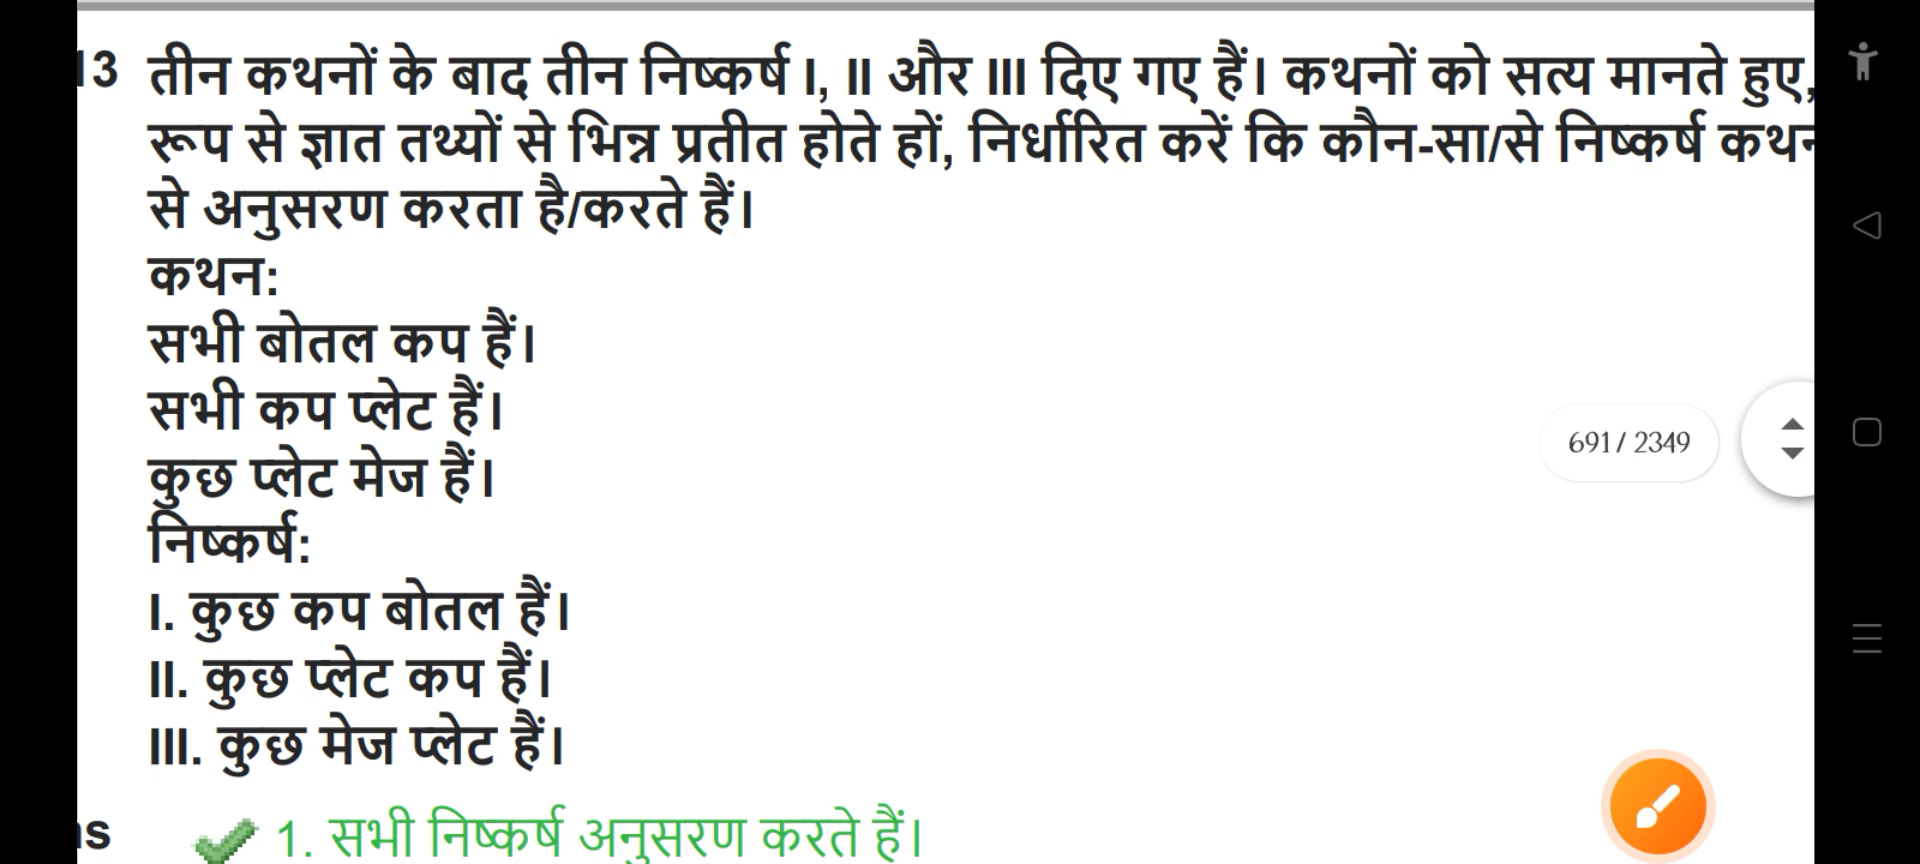 13 तीन कथनों के बाद तीन निष्कर्ष I, II और III दिए गए हैं। कथनों को सत्य मानते हुए,
रूप से ज्ञात तथ्यों से भिन्न प्रतीत होते हों, निर्धारित करें कि कौन-सा/से निष्कर्ष कथन
से अनुसरण करता है/करते हैं।
कथन:
सभी बोतल कप हैं।
सभी कप प्लेट हैं।
कुछ प्लेट मेज हैं।
691 / 2349
निष्कर्ष:
I. कुछ कप बोतल हैं।
II. कुछ प्लेट कप हैं।
III. कुछ मेज प्लेट हैं।
s 1. सभी निष्कर्ष अनुसरण करते हैं।